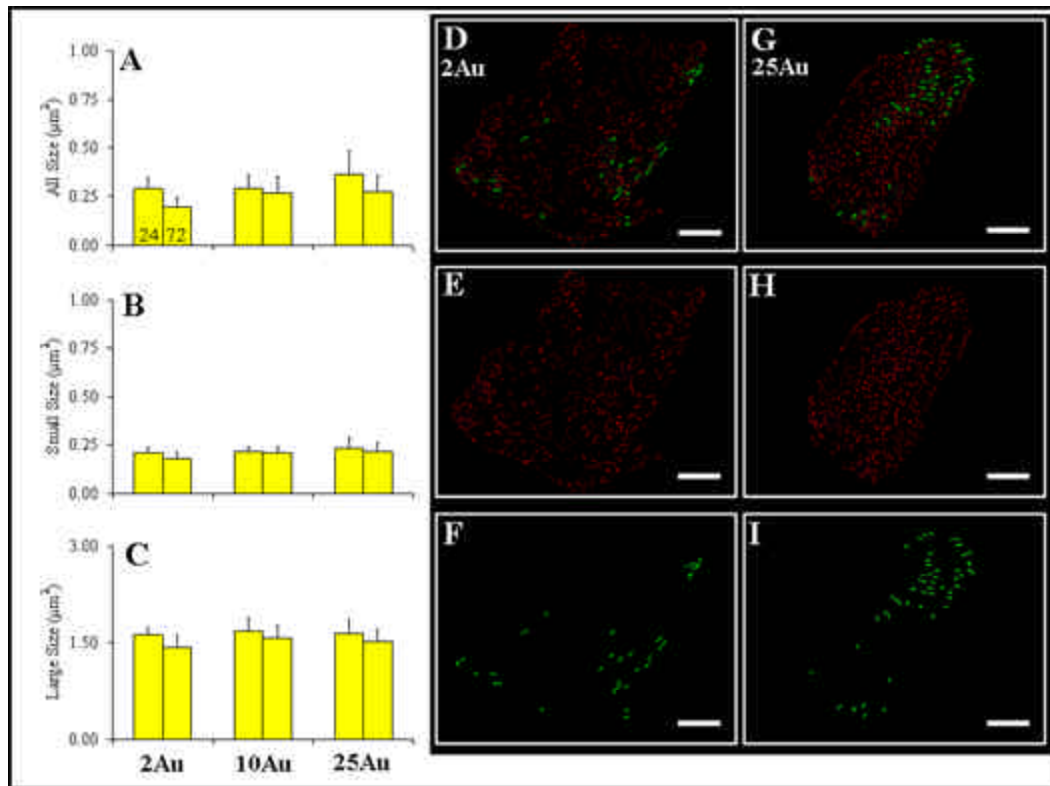 A
1.00
0.75
0.50
0.25
0.00
All Size (µm²)
24 72
B
1.00
0.75
0.50
0.25
0.00
Small Size (µm²)
C
3.00
1.50
0.00
Large Size (µm²)
2Au 10Au 25Au
D
2Au
G
25Au
E
H
F
I